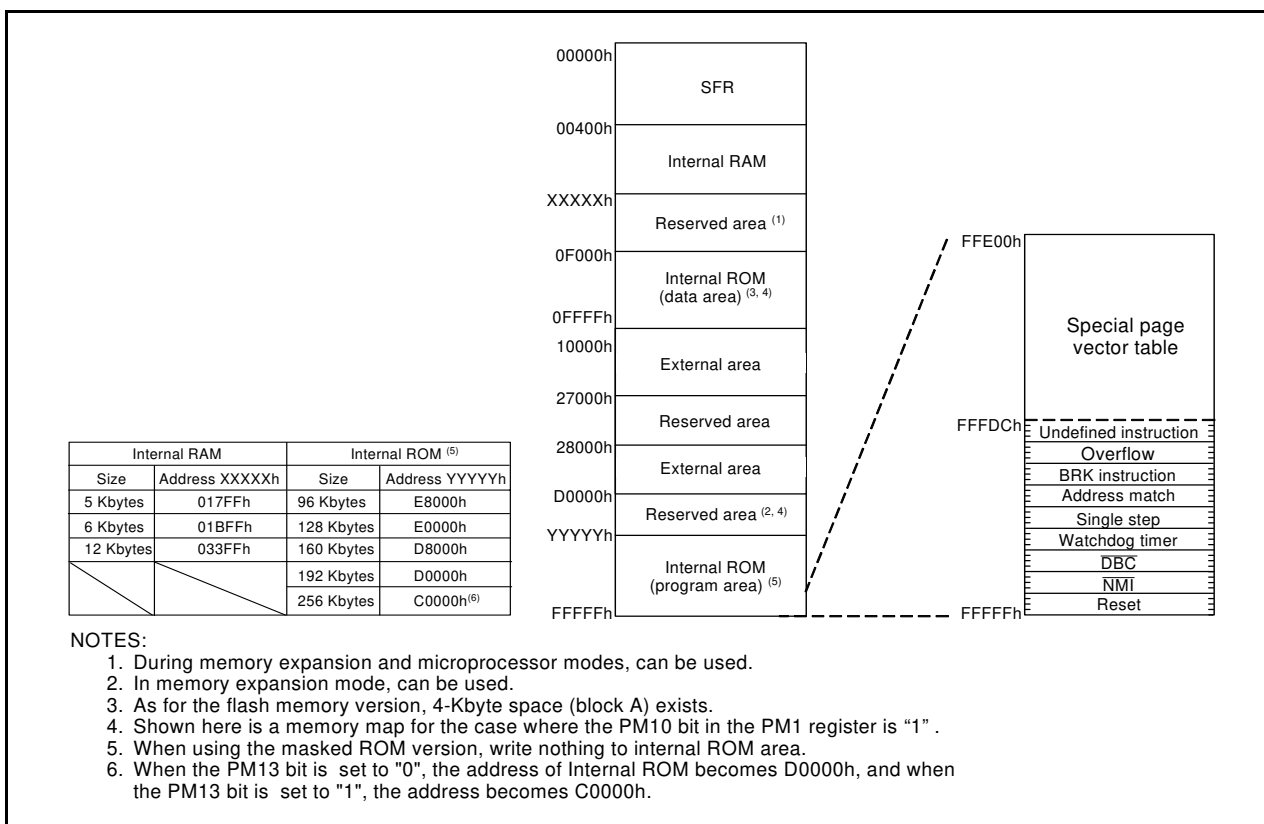 00000h
SFR
00400h
Internal RAM
XXXXXh
Reserved area (1)
0F000h
Internal ROM
(data area) (3, 4)
0FFFFh
10000h
External area
27000h
Reserved area
28000h
External area
D0000h
Reserved area (2, 4)
YYYYYh
Internal ROM
(program area) (5)
FFFFFh
FFE00h
Special page
vector table
FFFDCh
Undefined instruction
Overflow
BRK instruction
Address match
Single step
Watchdog timer
DBC
NMI
Reset
FFFFFh
Internal RAM Internal ROM (5)
Size Address XXXXXh Size Address YYYYYh
5 Kbytes 017FFh 96 Kbytes E8000h
6 Kbytes 01BFFh 128 Kbytes E0000h
12 Kbytes 033FFh 160 Kbytes D8000h
192 Kbytes D0000h
256 Kbytes C0000h(6)
NOTES:
1. During memory expansion and microprocessor modes, can be used.
2. In memory expansion mode, can be used.
3. As for the flash memory version, 4-Kbyte space (block A) exists.
4. Shown here is a memory map for the case where the PM10 bit in the PM1 register is “1” .
5. When using the masked ROM version, write nothing to internal ROM area.
6. When the PM13 bit is set to "0", the address of Internal ROM becomes D0000h, and when
the PM13 bit is set to "1", the address becomes C0000h.